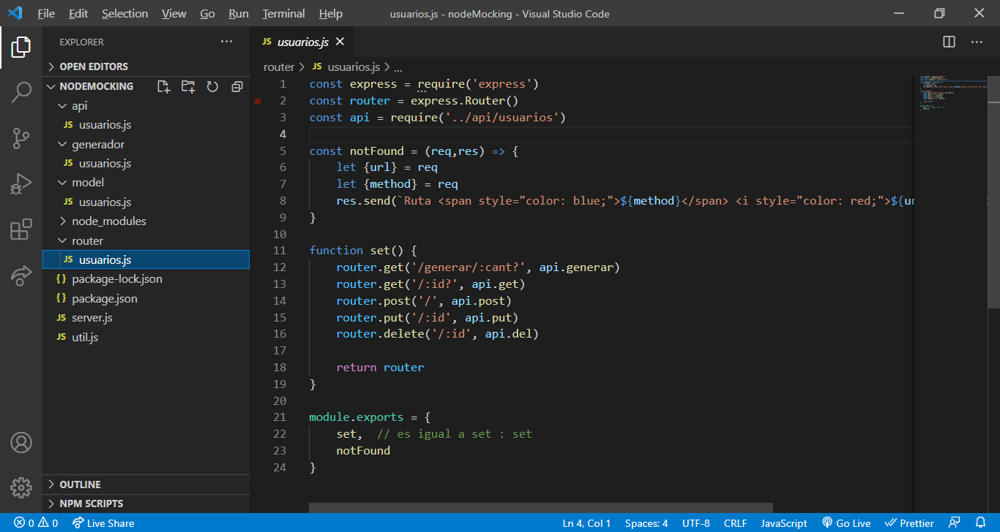 File Edit Selection View Go Run Terminal Help usuarios.js - nodeMocking - Visual Studio Code
EXPLORER
OPEN EDITORS
NODEMOCKING
api
JS usuarios.js
generador
JS usuarios.js
model
JS usuarios.js
node_modules
router
JS usuarios.js
{} package-lock.json
{} package.json
JS server.js
JS util.js
OUTLINE
NPM SCRIPTS
JS usuarios.js
router > JS usuarios.js > ...
1 const express = require('express')
2 const router = express.Router()
3 const api = require('../api/usuarios')
4
5 const notFound = (req,res) => {
6 let {url} = req
7 let {method} = req
8 res.send(`Ruta <span style="color: blue;">${method}</span> <i style="color: red;">${ur
9 }
10
11 function set() {
12 router.get('/generar/:cant?', api.generar)
13 router.get('/:id?', api.get)
14 router.post('/', api.post)
15 router.put('/:id', api.put)
16 router.delete('/:id', api.del)
17
18 return router
19 }
20
21 module.exports = {
22 set, // es igual a set : set
23 notFound
24 }
0 0 Live Share Ln 4, Col 1 Spaces: 4 UTF-8 CRLF JavaScript Go Live Prettier